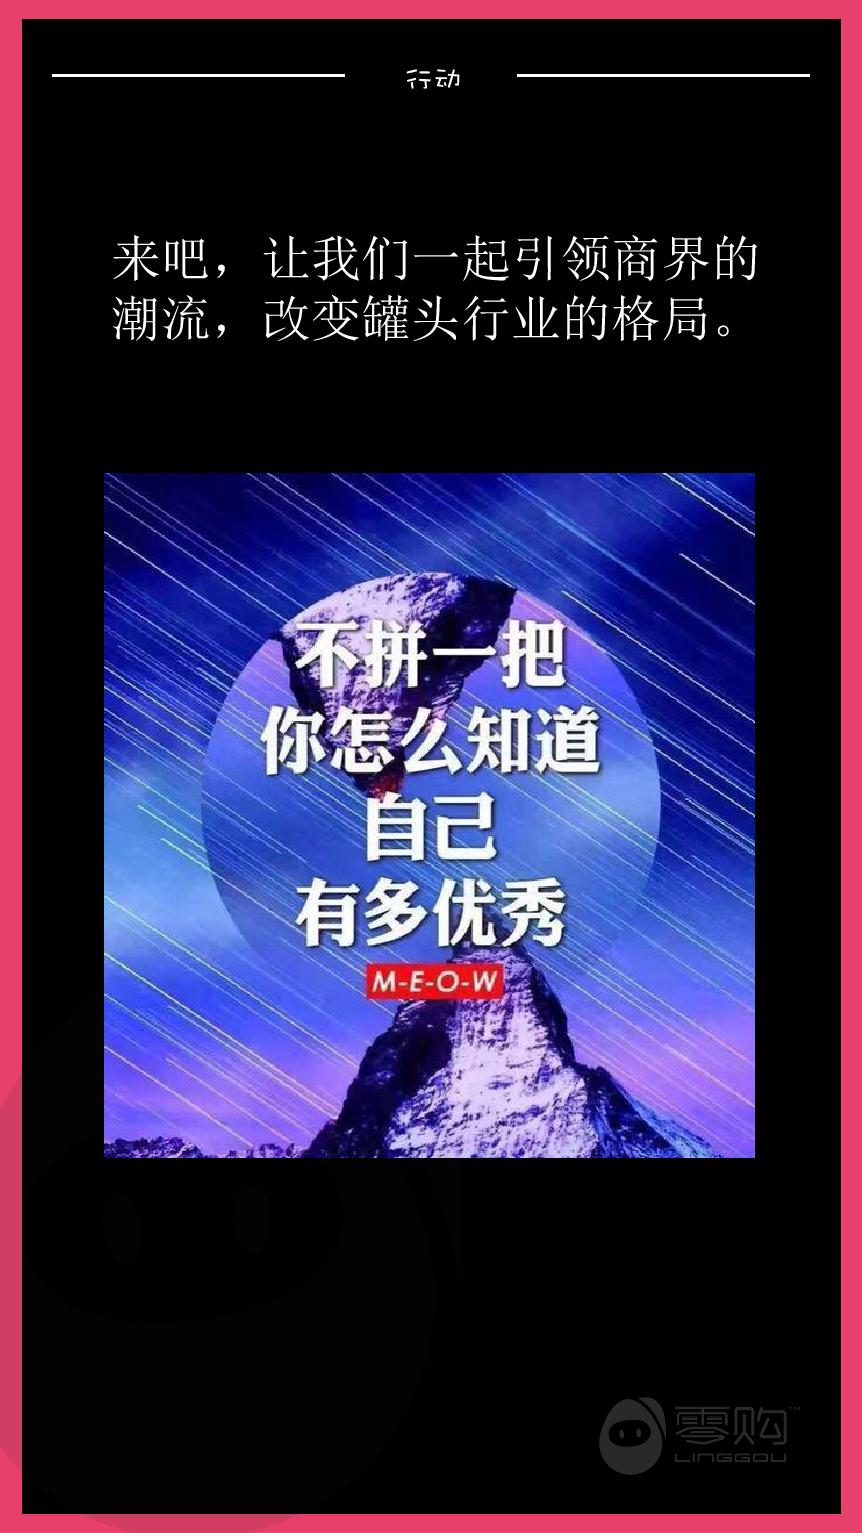 行动
来吧，让我们一起引领商界的
潮流，改变罐头行业的格局。
不拼一把
你怎么知道
自己
有多优秀
M-E-O-W
零购™
LINGGOU